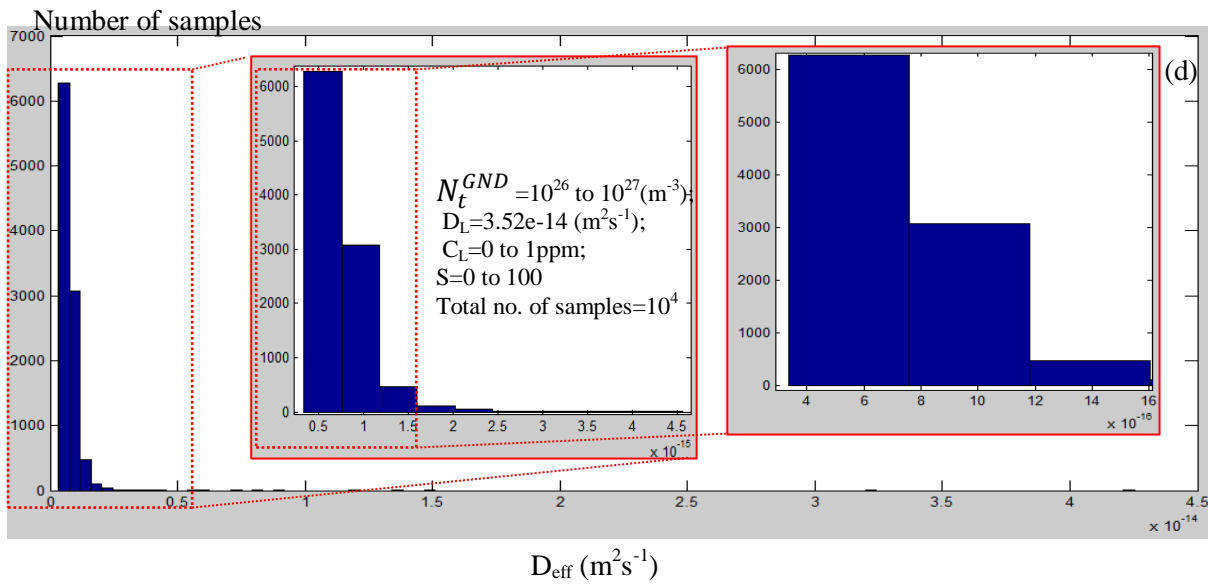 Number of samples
7000
6000
5000
4000
3000
2000
1000
0
0 0.5 1 1.5 2 2.5 3 3.5 4 4.5
x 10⁻¹⁴
D_eff (m²s⁻¹)
6000
5000
4000
3000
2000
1000
0
0.5 1 1.5 2 2.5 3 3.5 4 4.5
x 10⁻¹⁵
N_t^GND =10²⁶ to 10²⁷(m⁻³);
D_L=3.52e-14 (m²s⁻¹);
C_L=0 to 1ppm;
S=0 to 100
Total no. of samples=10⁴
(d)
6000
5000
4000
3000
2000
1000
0
4 6 8 10 12 14 16
x 10⁻¹⁶